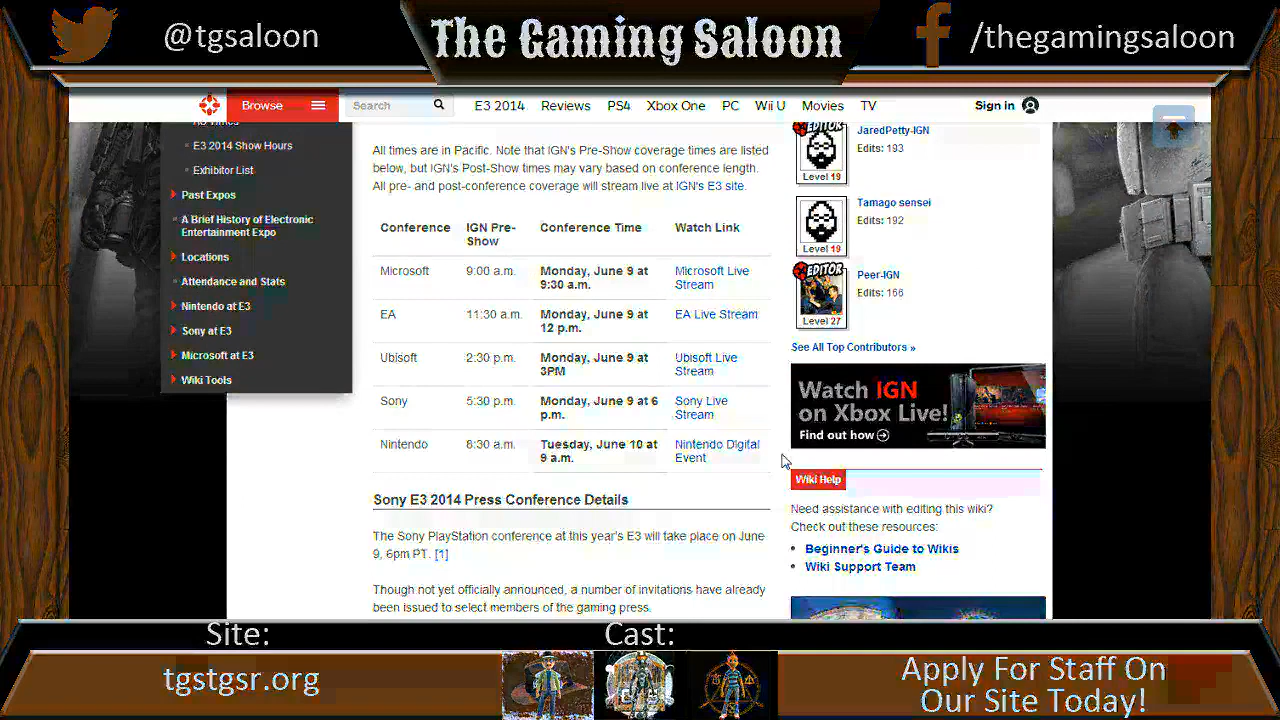 @tgsaloon
The Gaming Saloon
/thegamingsaloon
Browse
Search
E3 2014 Reviews PS4 Xbox One PC Wii U Movies TV
Sign in
E3 2014 Show Hours
Exhibitor List
Past Expos
A Brief History of Electronic
Entertainment Expo
Locations
Attendance and Stats
Nintendo at E3
Sony at E3
Microsoft at E3
Wiki Tools
All times are in Pacific. Note that IGN's Pre-Show coverage times are listed
below, but IGN's Post-Show times may vary based on conference length.
All pre- and post-conference coverage will stream live at IGN's E3 site.
Conference IGN Pre-Show Conference Time Watch Link
Microsoft 9:00 a.m. Monday, June 9 at 9:30 a.m. Microsoft Live Stream
EA 11:30 a.m. Monday, June 9 at 12 p.m. EA Live Stream
Ubisoft 2:30 p.m. Monday, June 9 at 3PM Ubisoft Live Stream
Sony 5:30 p.m. Monday, June 9 at 6 p.m. Sony Live Stream
Nintendo 8:30 a.m. Tuesday, June 10 at 9 a.m. Nintendo Digital Event
Sony E3 2014 Press Conference Details
The Sony PlayStation conference at this year's E3 will take place on June
9, 6pm PT. [1]
Though not yet officially announced, a number of invitations have already
been issued to select members of the gaming press.
EDITOR
JaredPetty-IGN
Edits: 193
Level 19
Tamago sensei
Edits: 192
Level 19
EDITOR
Peer-IGN
Edits: 166
Level 27
See All Top Contributors »
Watch IGN
on Xbox Live!
Find out how
Wiki Help
Need assistance with editing this wiki?
Check out these resources:
• Beginner's Guide to Wikis
• Wiki Support Team
Site:
tgstgsr.org
Cast:
Apply For Staff On
Our Site Today!